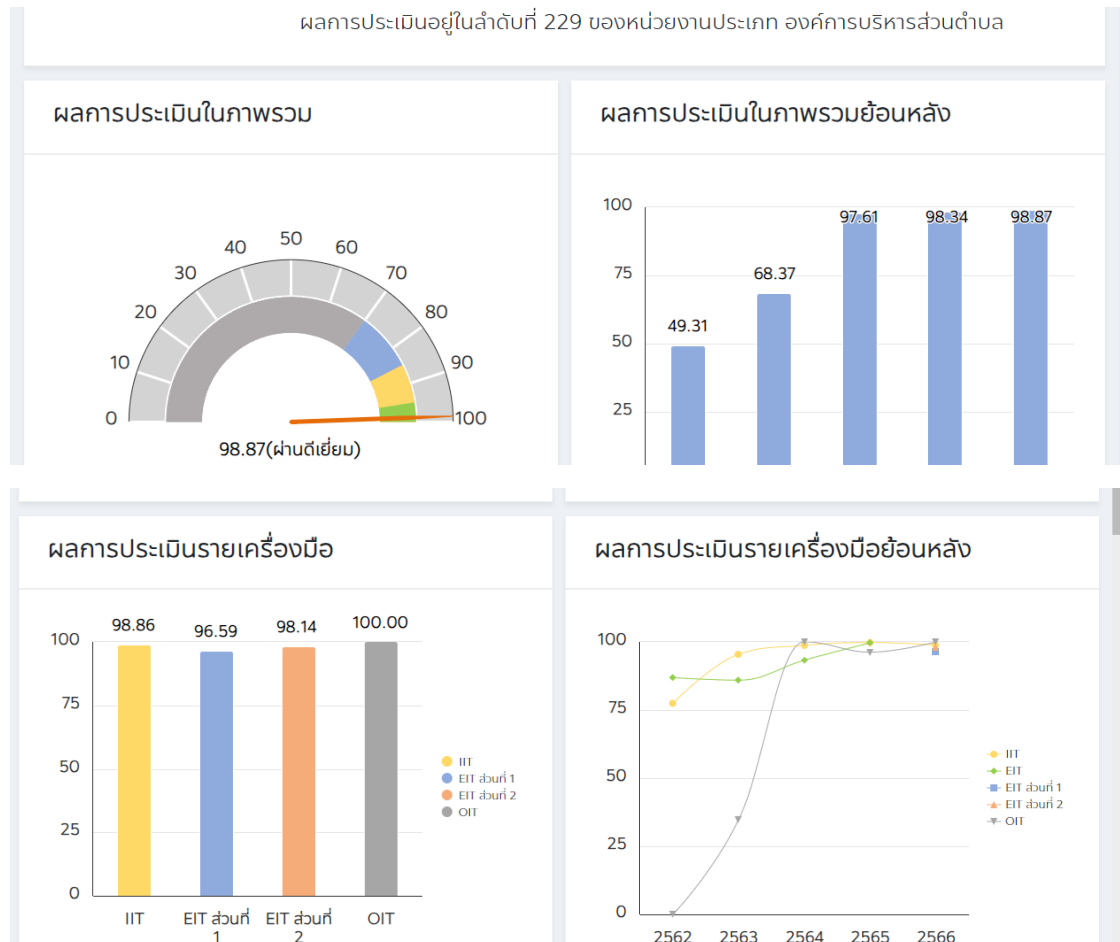 ผลการประเมินอยู่ในลำดับที่ 229 ของหน่วยงานประเภท องค์การบริหารส่วนตำบล
ผลการประเมินในภาพรวม
0
10
20
30
40
50
60
70
80
90
100
98.87(ผ่านดีเยี่ยม)
ผลการประเมินในภาพรวมย้อนหลัง
100
75
50
25
49.31
68.37
97.61
98.34
98.87
ผลการประเมินรายเครื่องมือ
100
75
50
25
0
98.86
96.59
98.14
100.00
IIT
EIT ส่วนที่
1
EIT ส่วนที่
2
OIT
IIT
EIT ส่วนที่ 1
EIT ส่วนที่ 2
OIT
ผลการประเมินรายเครื่องมือย้อนหลัง
100
75
50
25
0
2562
2563
2564
2565
2566
IIT
EIT
EIT ส่วนที่ 1
EIT ส่วนที่ 2
OIT